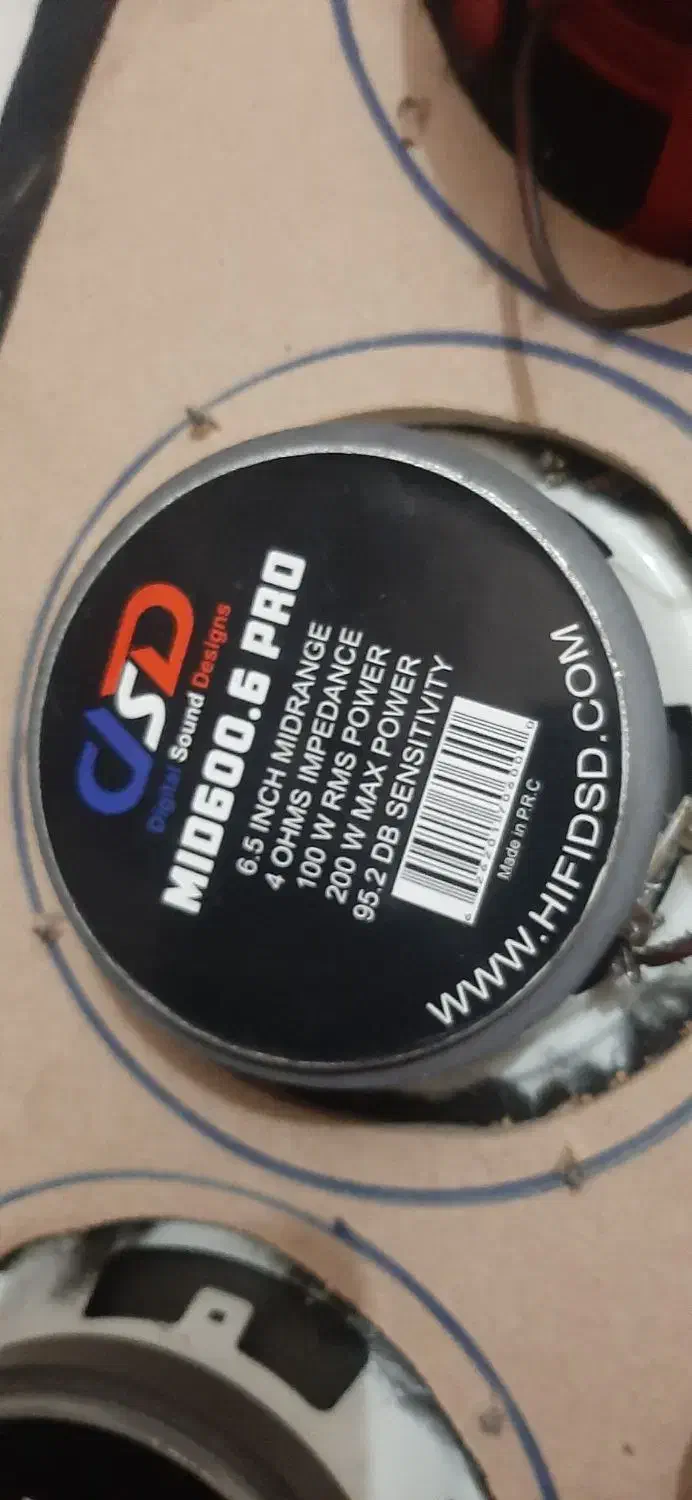 dSD
Digital Sound Designs
MID600.6 PRO
6.5 INCH MIDRANGE
4 OHMS IMPEDANCE
100 W RMS POWER
200 W MAX POWER
95.2 DB SENSITIVITY
Made in P.R.C
WWW.HIFIDSD.COM